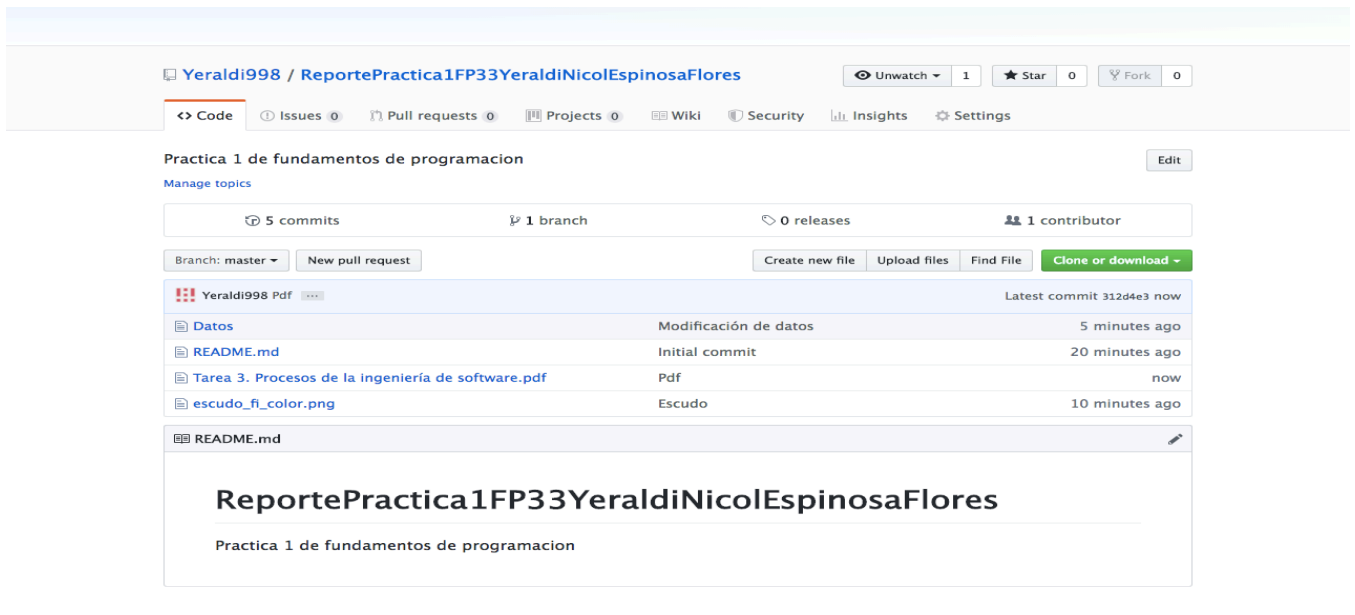 Yeraldi998 / ReportePractica1FP33YeraldiNicolEspinosaFlores Unwatch 1 Star 0 Fork 0
Code Issues 0 Pull requests 0 Projects 0 Wiki Security Insights Settings
Practica 1 de fundamentos de programacion Edit
Manage topics
5 commits 1 branch 0 releases 1 contributor
Branch: master New pull request Create new file Upload files Find File Clone or download
Yeraldi998 Pdf ... Latest commit 312d4e3 now
Datos Modificación de datos 5 minutes ago
README.md Initial commit 20 minutes ago
Tarea 3. Procesos de la ingeniería de software.pdf Pdf now
escudo_fi_color.png Escudo 10 minutes ago
README.md
ReportePractica1FP33YeraldiNicolEspinosaFlores
Practica 1 de fundamentos de programacion